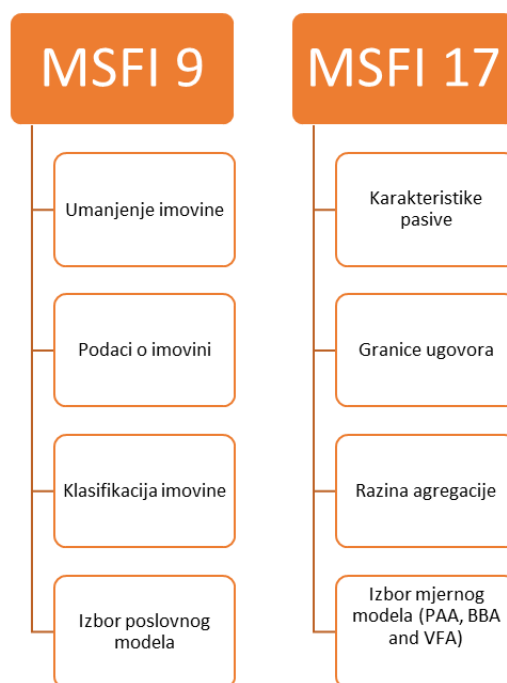 MSFI 9
Umanjenje imovine
Podaci o imovini
Klasifikacija imovine
Izbor poslovnog
modela
MSFI 17
Karakteristike
pasive
Granice ugovora
Razina agregacije
Izbor mjernog
modela (PAA, BBA
and VFA)